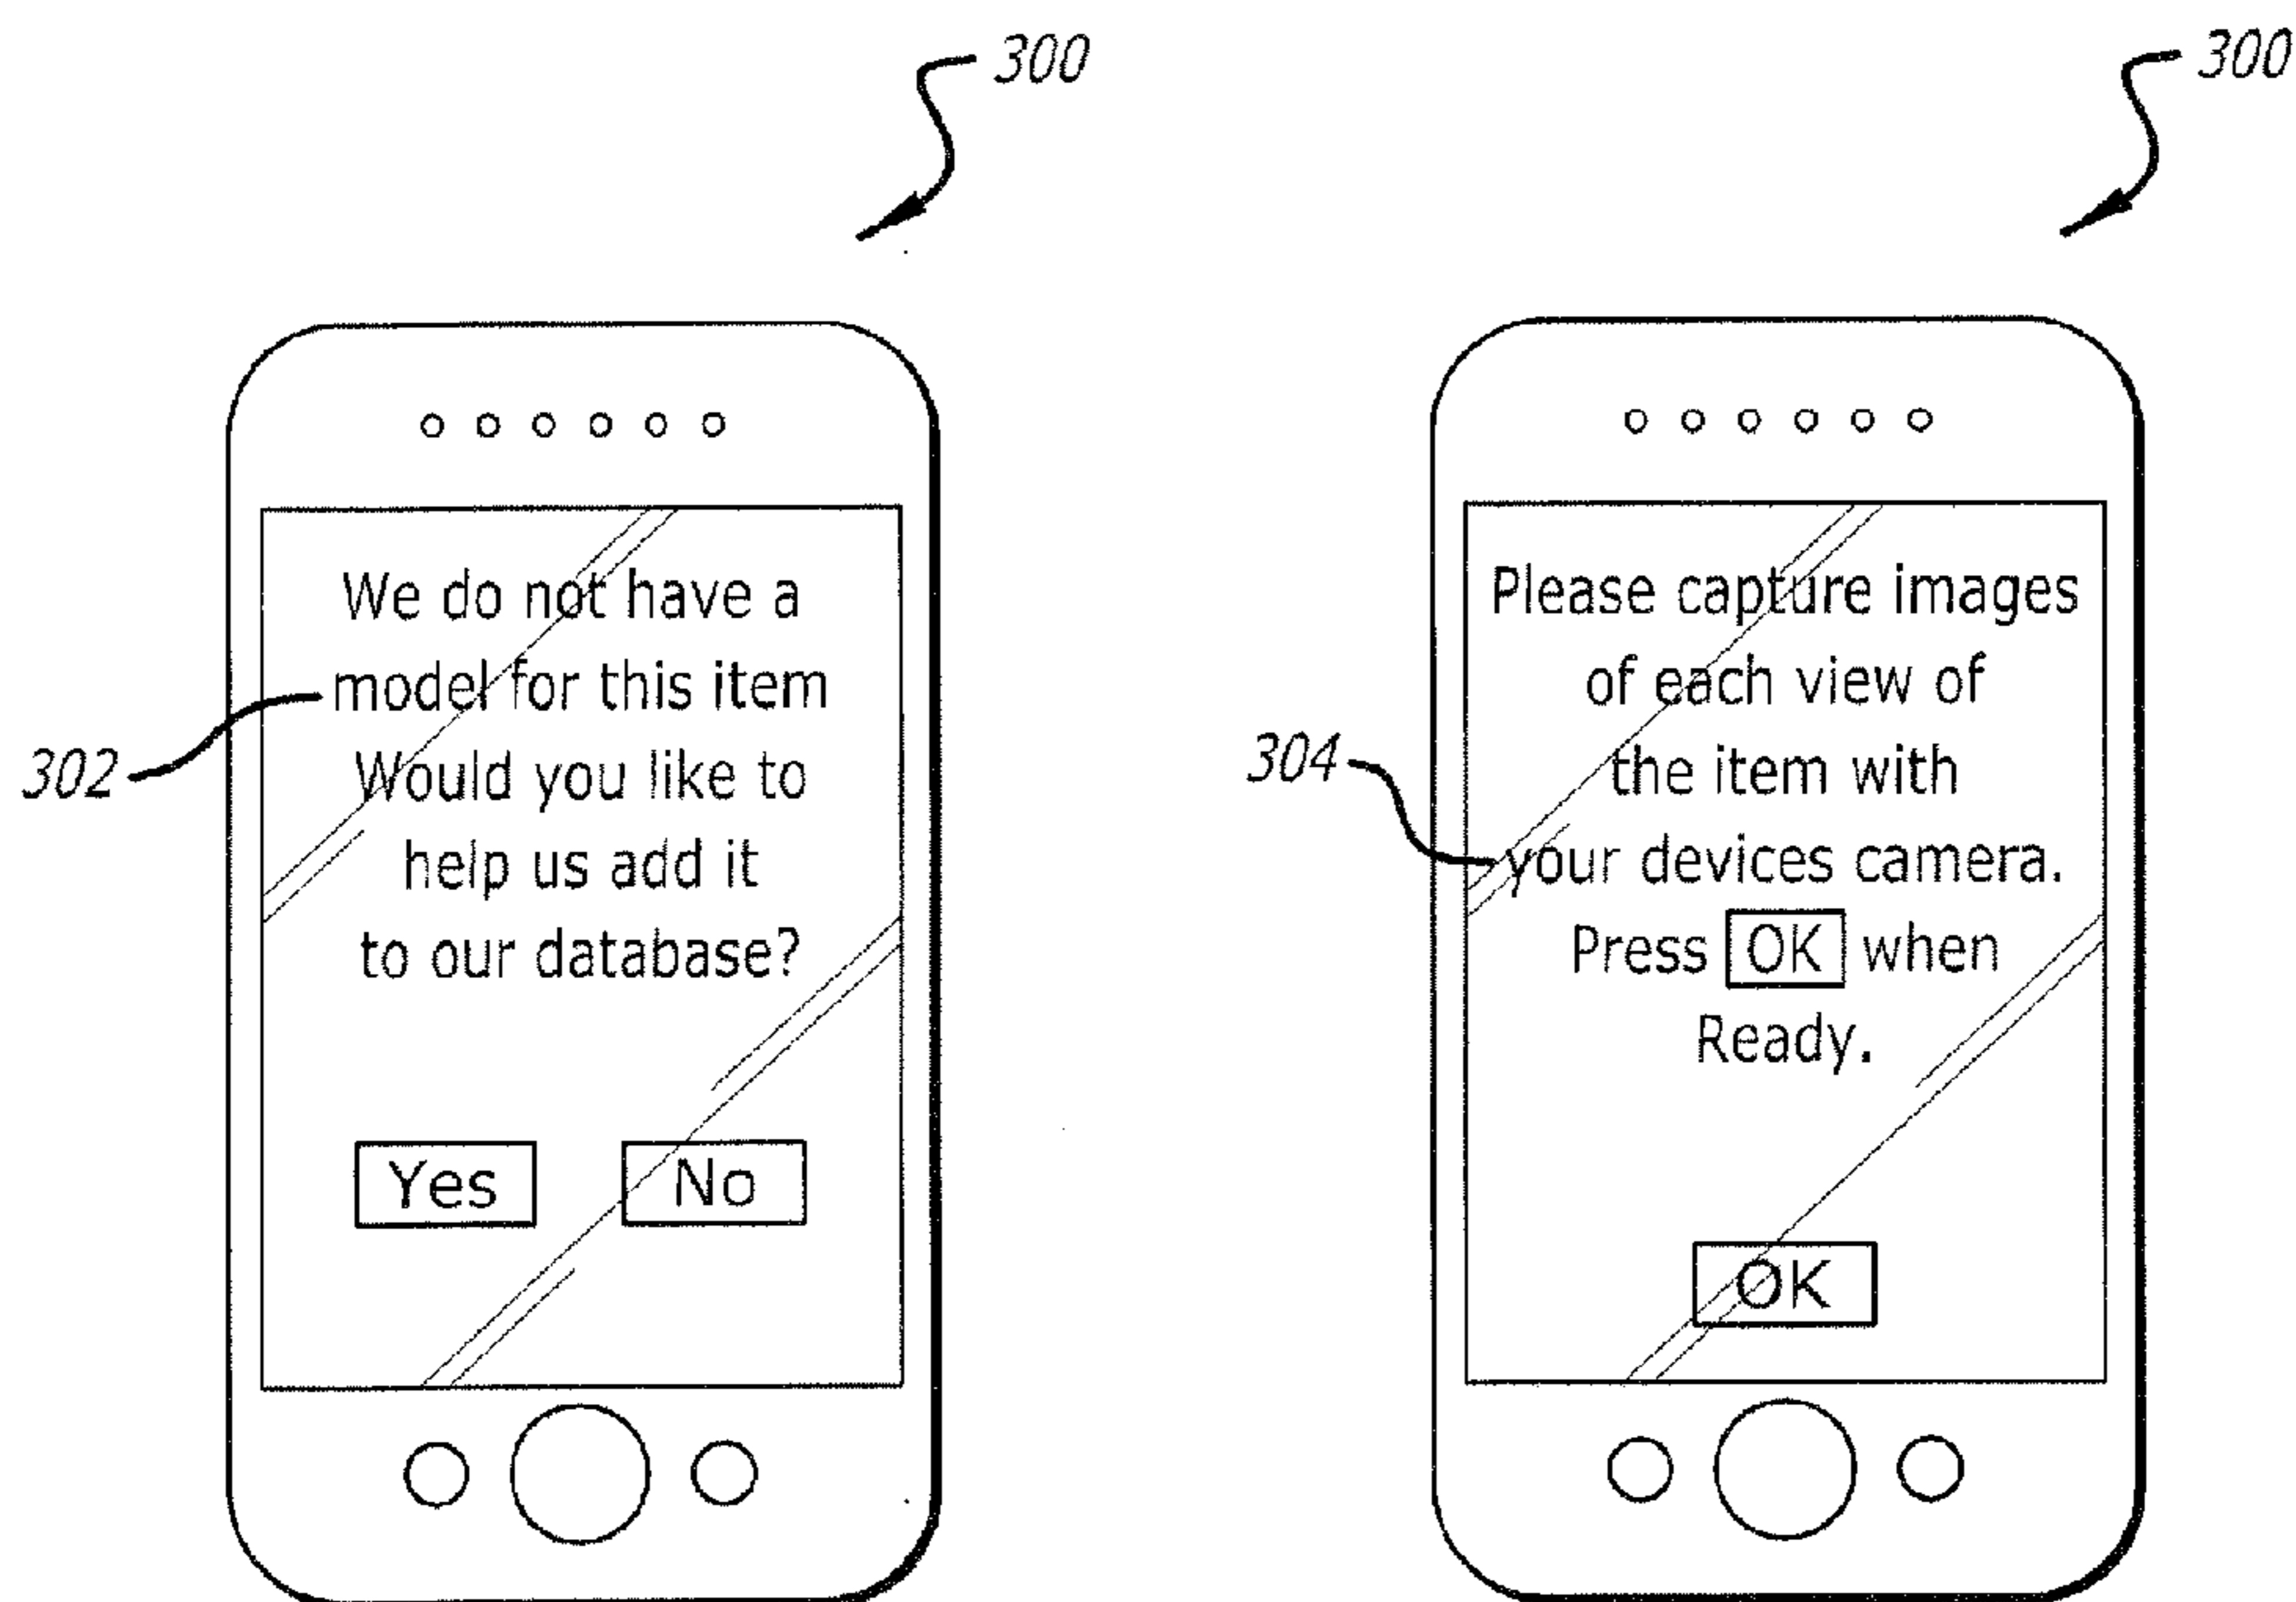 300
We do not have a
model for this item
Would you like to
help us add it
to our database?
Yes No
302
300
Please capture images
of each view of
the item with
your devices camera.
Press OK when
Ready.
OK
304